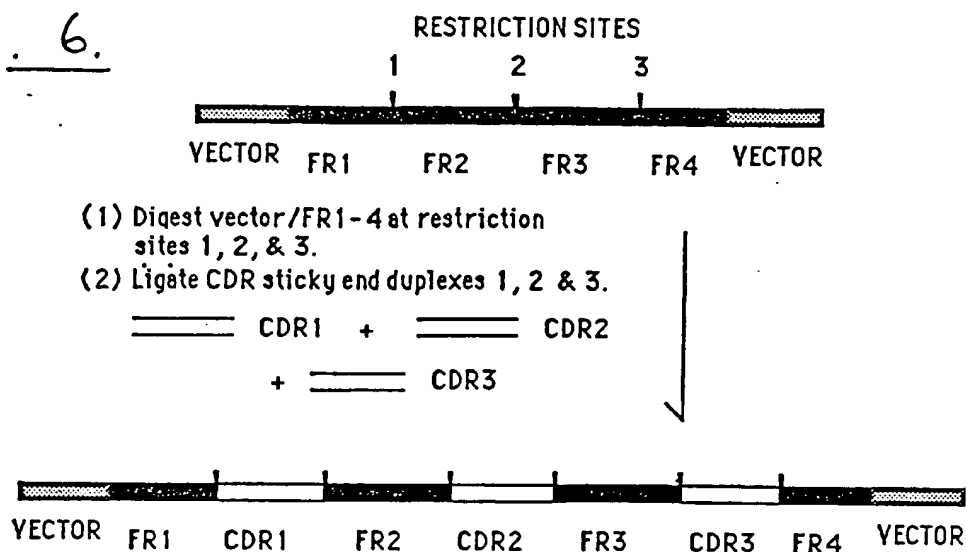 . 6.
RESTRICTION SITES
1 2 3
VECTOR FR1 FR2 FR3 FR4 VECTOR
(1) Digest vector/FR1-4 at restriction
sites 1, 2, & 3.
(2) Ligate CDR sticky end duplexes 1, 2 & 3.
CDR1 + CDR2
+ CDR3
VECTOR FR1 CDR1 FR2 CDR2 FR3 CDR3 FR4 VECTOR